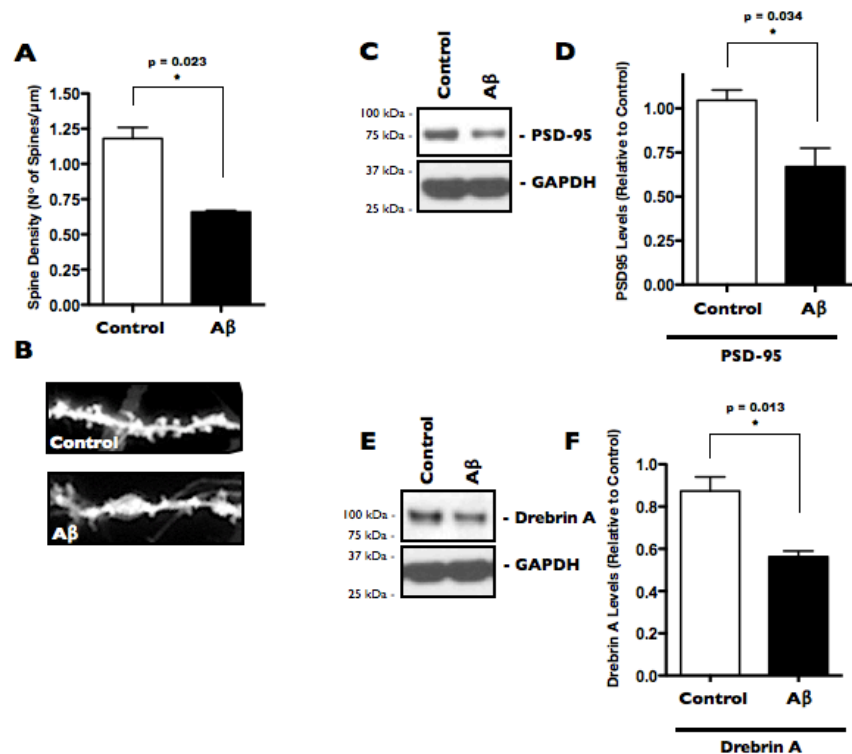 A
p = 0.023
*
Spine Density (N° of Spines/µm)
1.50
1.25
1.00
0.75
0.50
0.25
0.00
Control
Aβ
B
Control
Aβ
C
Control
Aβ
100 kDa -
75 kDa -
- PSD-95
37 kDa -
- GAPDH
25 kDa -
D
p = 0.034
*
PSD95 Levels (Relative to Control)
1.00
0.75
0.50
0.25
0.00
Control
Aβ
PSD-95
E
Control
Aβ
100 kDa -
- Drebrin A
75 kDa -
37 kDa -
- GAPDH
25 kDa -
F
p = 0.013
*
Drebrin A Levels (Relative to Control)
1.0
0.8
0.6
0.4
0.2
0.0
Control
Aβ
Drebrin A